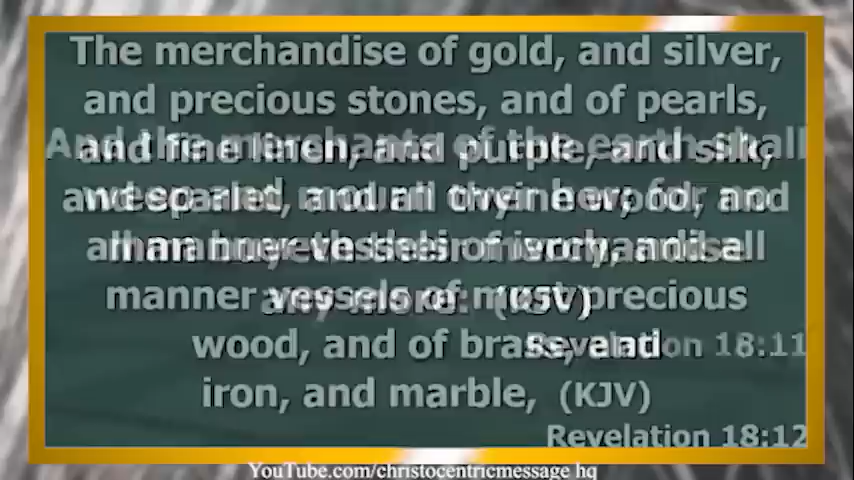 The merchandise of gold, and silver,
and precious stones, and of pearls,
and fine linen, and purple, and silk,
and scarlet, and all thyine wood, and
all manner vessels of ivory, and all
manner vessels of most precious
wood, and of brass, and
iron, and marble, (KJV)
Revelation 18:12
And the merchants of the earth shall
weep and mourn over her; for no
man buyeth their merchandise
any more: (KJV)
Revelation 18:11
YouTube.com/christocentricmessage hq